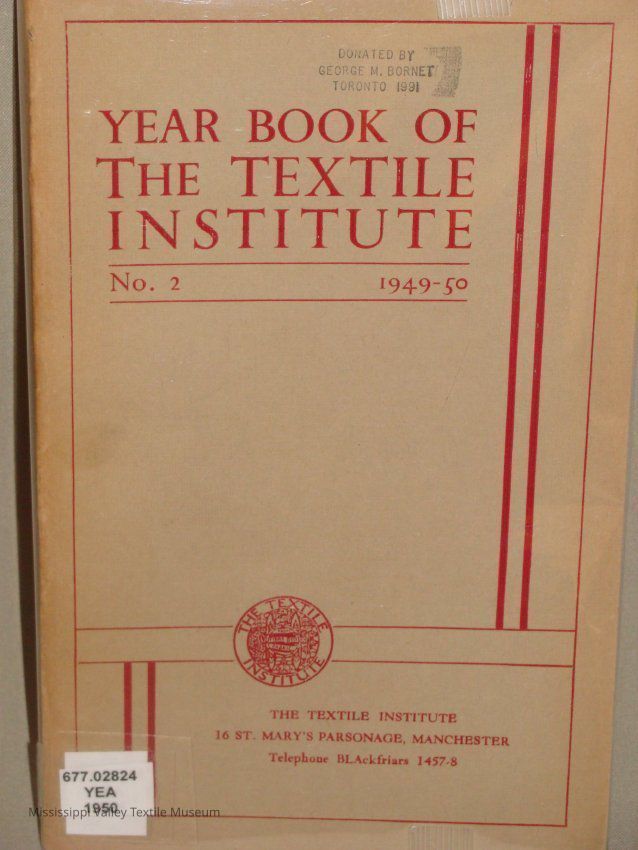 DONATED BY
GEORGE M. BORNET
TORONTO 1991
YEAR BOOK OF
THE TEXTILE
INSTITUTE
No. 2 1949-50
THE TEXTILE
INSTITUTE
THE TEXTILE INSTITUTE
16 ST. MARY'S PARSONAGE, MANCHESTER
Telephone BLAckfriars 1457-8
677.02824
YEA
1950
Mississippi Valley Textile Museum